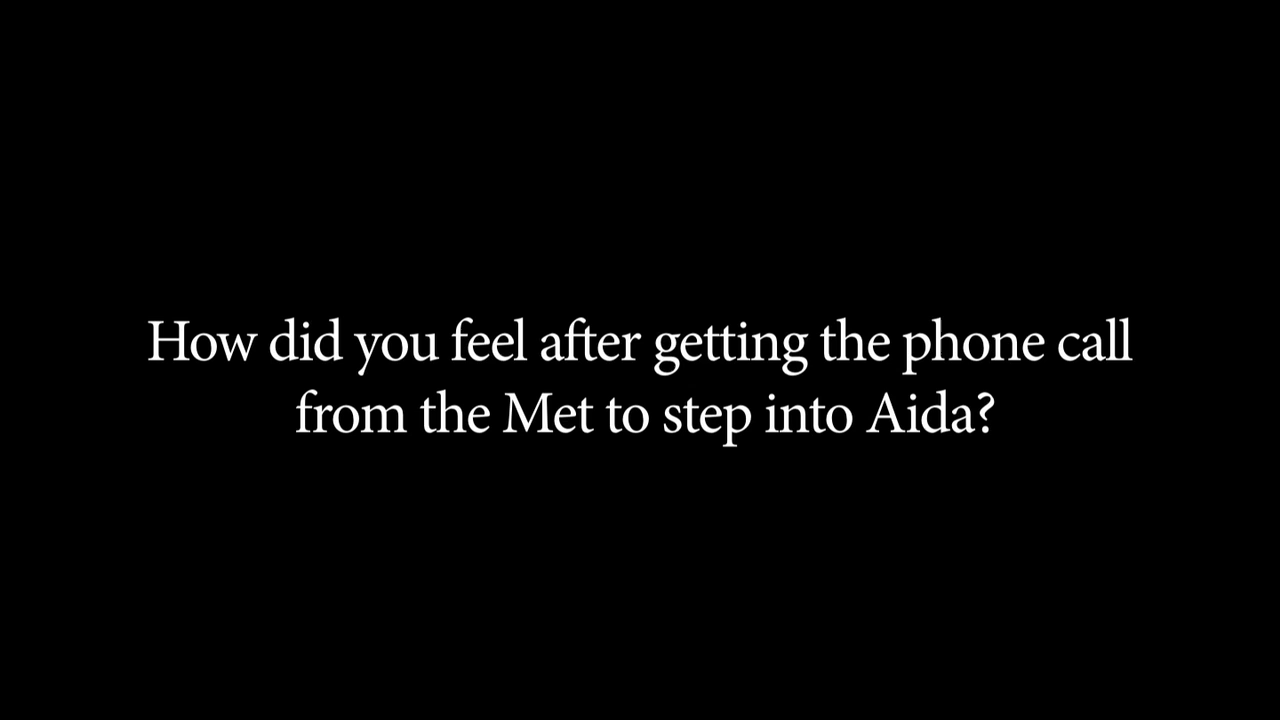 How did you feel after getting the phone call
from the Met to step into Aida?